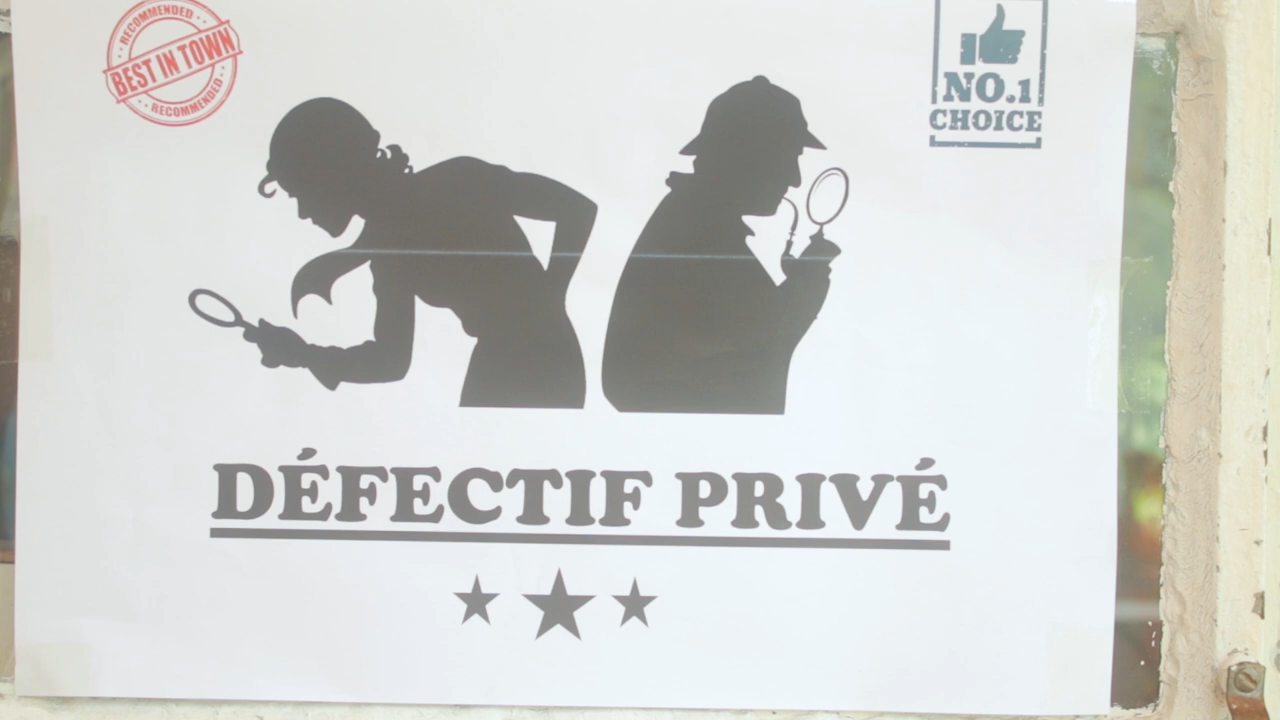 RECOMMENDED
BEST IN TOWN
RECOMMENDED
NO.1
CHOICE
DÉFECTIF PRIVÉ